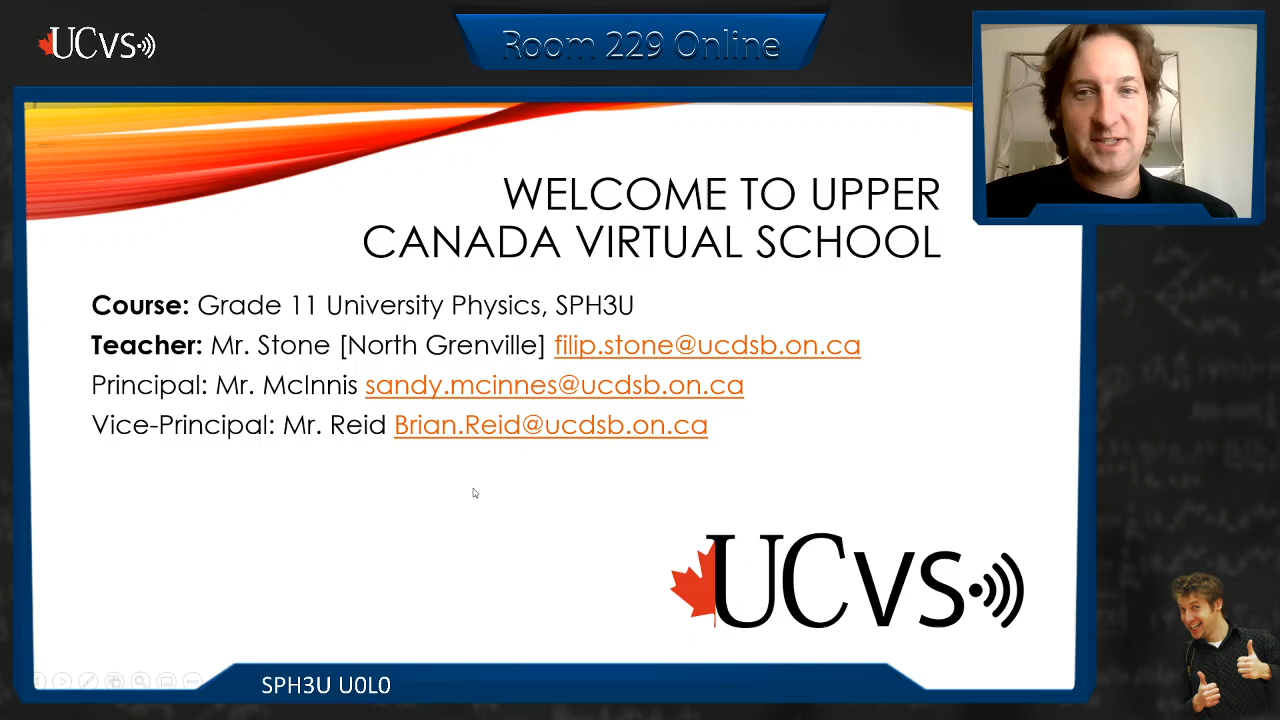 UCvs
Room 229 Online
WELCOME TO UPPER
CANADA VIRTUAL SCHOOL
Course: Grade 11 University Physics, SPH3U
Teacher: Mr. Stone [North Grenville] filip.stone@ucdsb.on.ca
Principal: Mr. McInnis sandy.mcinnes@ucdsb.on.ca
Vice-Principal: Mr. Reid Brian.Reid@ucdsb.on.ca
UCvs
SPH3U U0L0